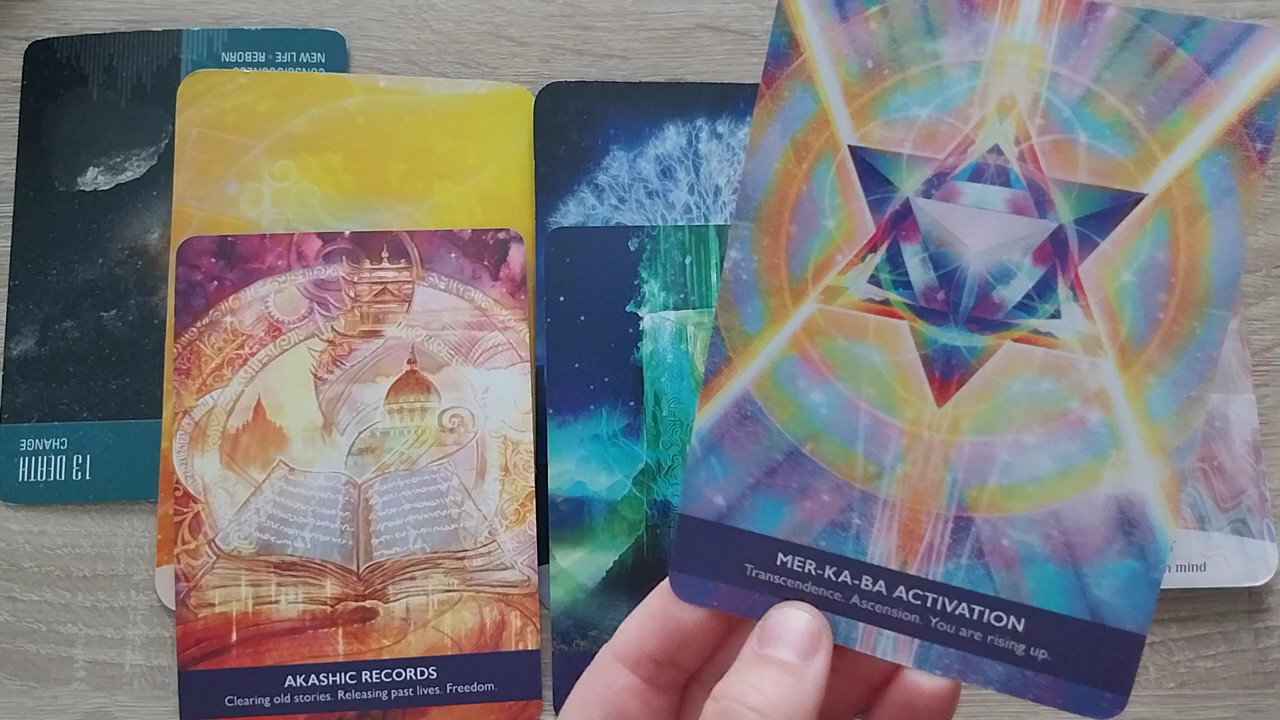 NEW LIFE • REBORN
CONSCIOUSNESS
13 DEATH
CHANGE
AKASHIC RECORDS
Clearing old stories. Releasing past lives. Freedom.
MER-KA-BA ACTIVATION
Transcendence. Ascension. You are rising up.
mind